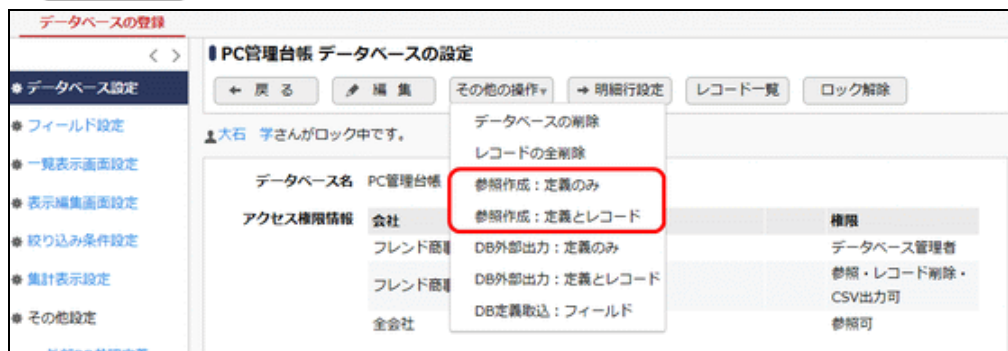 データベースの登録
< >
PC管理台帳 データベースの設定
データベース設定
← 戻 る
編 集
その他の操作▾
→ 明細行設定
レコード一覧
ロック解除
フィールド設定
一覧表示画面設定
表示編集画面設定
絞り込み条件設定
集計表示設定
その他設定
大石 学さんがロック中です。
データベースの削除
レコードの全削除
参照作成：定義のみ
参照作成：定義とレコード
DB外部出力：定義のみ
DB外部出力：定義とレコード
DB定義取込：フィールド
データベース名 PC管理台帳
アクセス権限情報 会社 権限
フレンド商 データベース管理者
フレンド商 参照・レコード削除・
CSV出力可
全会社 参照可